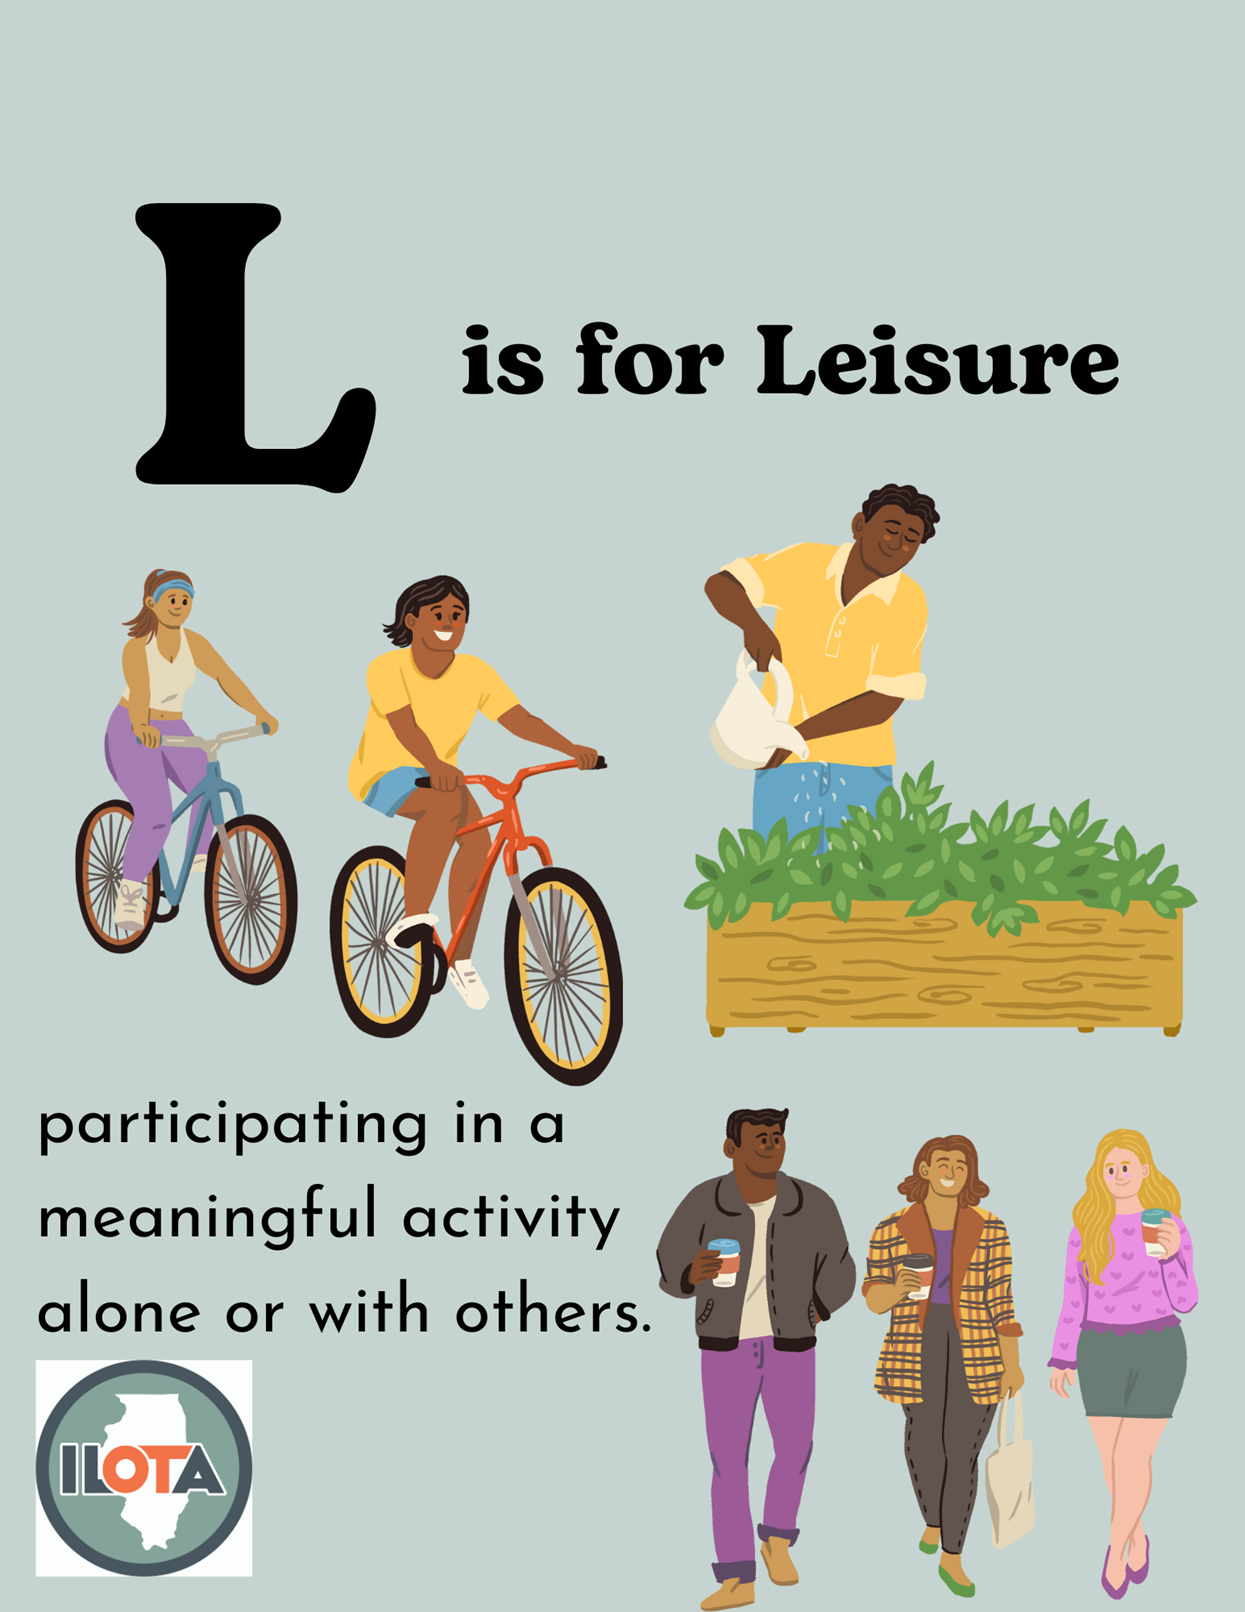 L is for Leisure
participating in a
meaningful activity
alone or with others.
ILOTA